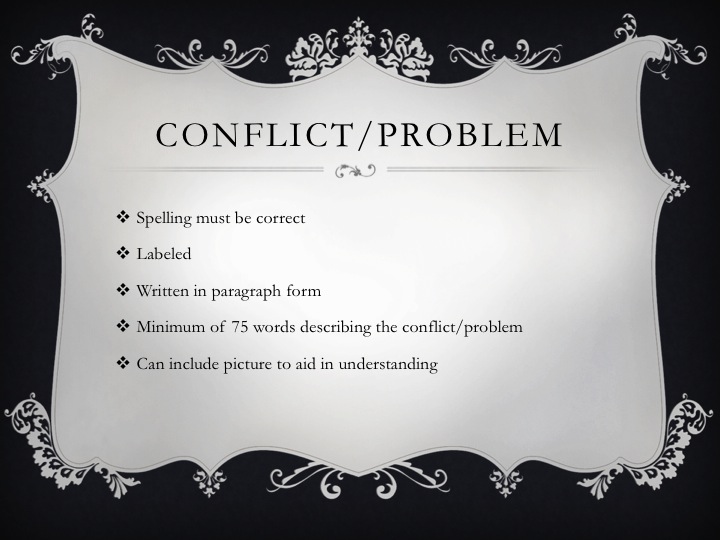 CONFLICT/PROBLEM
❖ Spelling must be correct
❖ Labeled
❖ Written in paragraph form
❖ Minimum of 75 words describing the conflict/problem
❖ Can include picture to aid in understanding